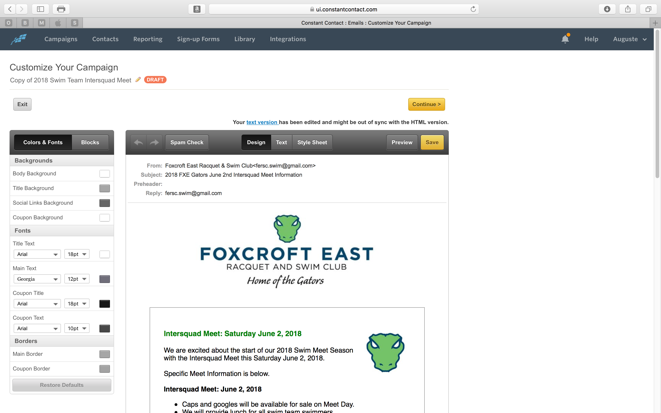 ui.constantcontact.com
Constant Contact : Emails : Customize Your Campaign
Campaigns Contacts Reporting Sign-up Forms Library Integrations Help Auguste
Customize Your Campaign
Copy of 2018 Swim Team Intersquad Meet DRAFT
Exit Continue >
Your text version has been edited and might be out of sync with the HTML version.
Colors & Fonts Blocks Spam Check Design Text Style Sheet Preview Save
Backgrounds
Body Background
Title Background
Social Links Background
Coupon Background
Fonts
Title Text
Arial 18pt
Main Text
Georgia 12pt
Coupon Title
Arial 18pt
Coupon Text
Arial 10pt
Borders
Main Border
Coupon Border
Restore Defaults
From: Foxcroft East Racquet & Swim Club<fersc.swim@gmail.com>
Subject: 2018 FXE Gators June 2nd Intersquad Meet Information
Preheader:
Reply: fersc.swim@gmail.com
FOXCROFT EAST
RACQUET AND SWIM CLUB
Home of the Gators
Intersquad Meet: Saturday June 2, 2018
We are excited about the start of our 2018 Swim Meet Season
with the Intersquad Meet this Saturday June 2, 2018.
Specific Meet Information is below.
Intersquad Meet: June 2, 2018
• Caps and googles will be available for sale on Meet Day.
• We will provide lunch for all swim team swimmers